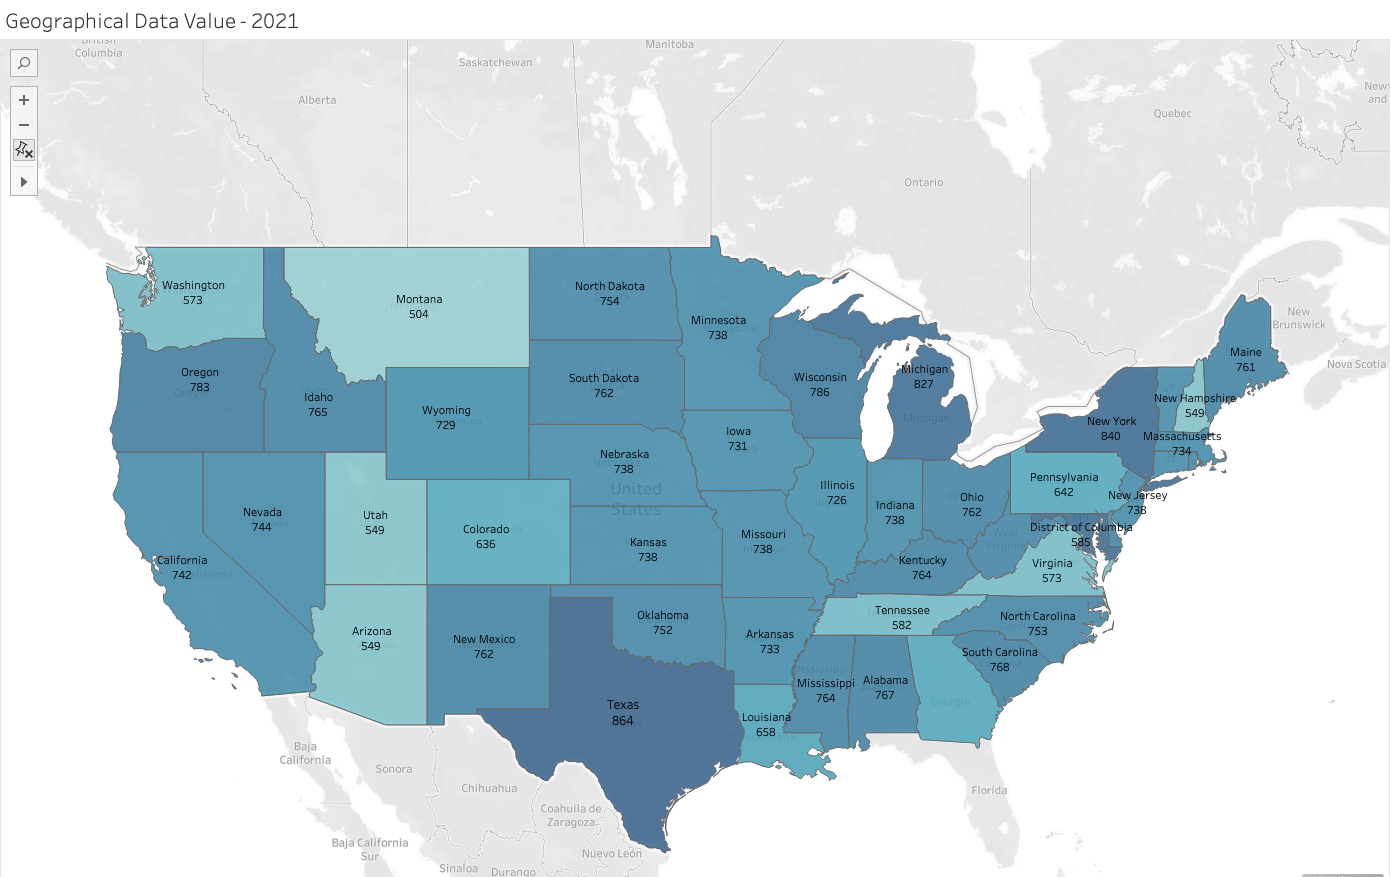 Geographical Data Value - 2021
British
Columbia
Manitoba
Saskatchewan
Alberta
Quebec
Ontario
Washington
573
Montana
504
North Dakota
754
Minnesota
738
New
Brunswick
Nova Scotia
Maine
761
Oregon
783
Oregon
Idaho
765
South Dakota
762
Wisconsin
786
Michigan
827
Michigan
Wyoming
729
New Hampshire
549
New York
840
Massachusetts
734
Iowa
731
Nebraska
738
United
States
Pennsylvania
642
New Jersey
738
Illinois
726
Indiana
738
Ohio
762
Nevada
744
Utah
549
Colorado
636
District of Columbia
585
West
Virginia
Kansas
738
Missouri
738
Kentucky
764
Virginia
573
California
742
California
Arizona
549
New Mexico
762
Oklahoma
752
Arkansas
733
Tennessee
582
North Carolina
753
South Carolina
768
Mississippi
Mississippi
764
Alabama
767
Georgia
Texas
864
Louisiana
658
Baja
California
Sonora
Chihuahua
Coahuila de
Zaragoza
Florida
Baja California
Sur
Sinaloa
Durango
Nuevo León